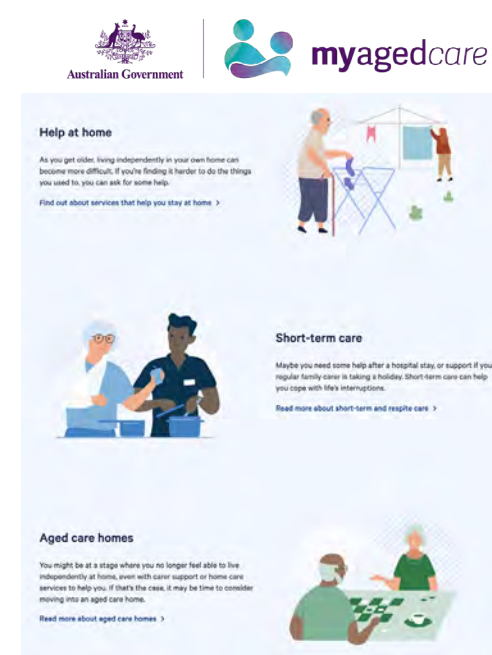 Australian Government
myagedcare
Help at home
As you get older, living independently in your own home can
become more difficult. If you're finding it harder to do the things
you used to, you can ask for some help.
Find out about services that help you stay at home >
Short-term care
Maybe you need some help after a hospital stay, or support if you
regular family carer is taking a holiday. Short-term care can help
you cope with life's interruptions.
Read more about short-term and respite care >
Aged care homes
You might be at a stage where you no longer feel able to live
independently at home, even with carer support or home care
services to help you. If that's the case, it may be time to consider
moving into an aged care home.
Read more about aged care homes >